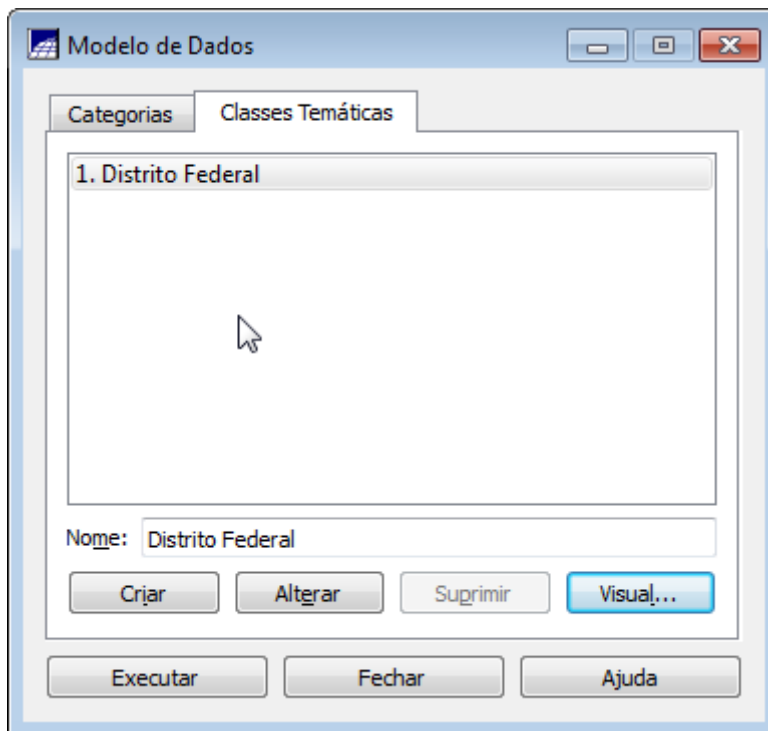 Modelo de Dados
Categorias
Classes Temáticas
1. Distrito Federal
Nome: Distrito Federal
Criar
Alterar
Suprimir
Visual...
Executar
Fechar
Ajuda